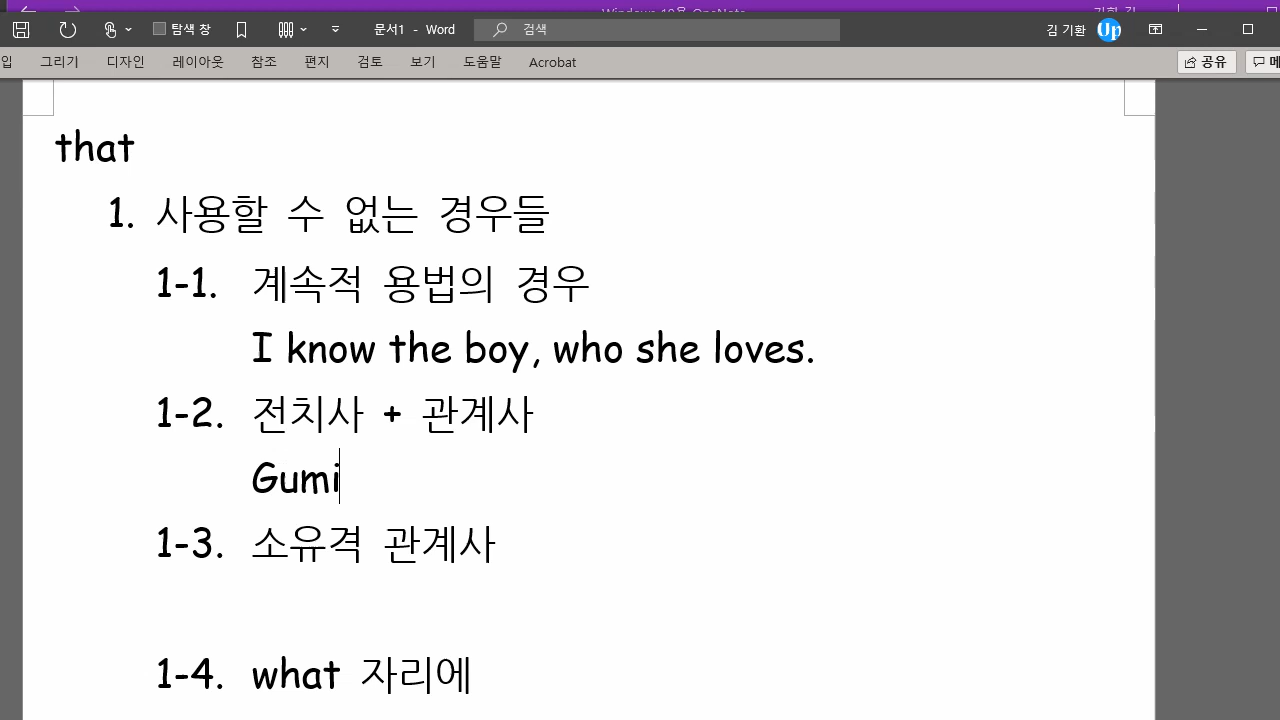 탐색 창
문서1 - Word
검색
김 기환
Up
입 그리기 디자인 레이아웃 참조 편지 검토 보기 도움말 Acrobat
공유
메
that
1. 사용할 수 없는 경우들
1-1. 계속적 용법의 경우
I know the boy, who she loves.
1-2. 전치사 + 관계사
Gumi
1-3. 소유격 관계사
1-4. what 자리에